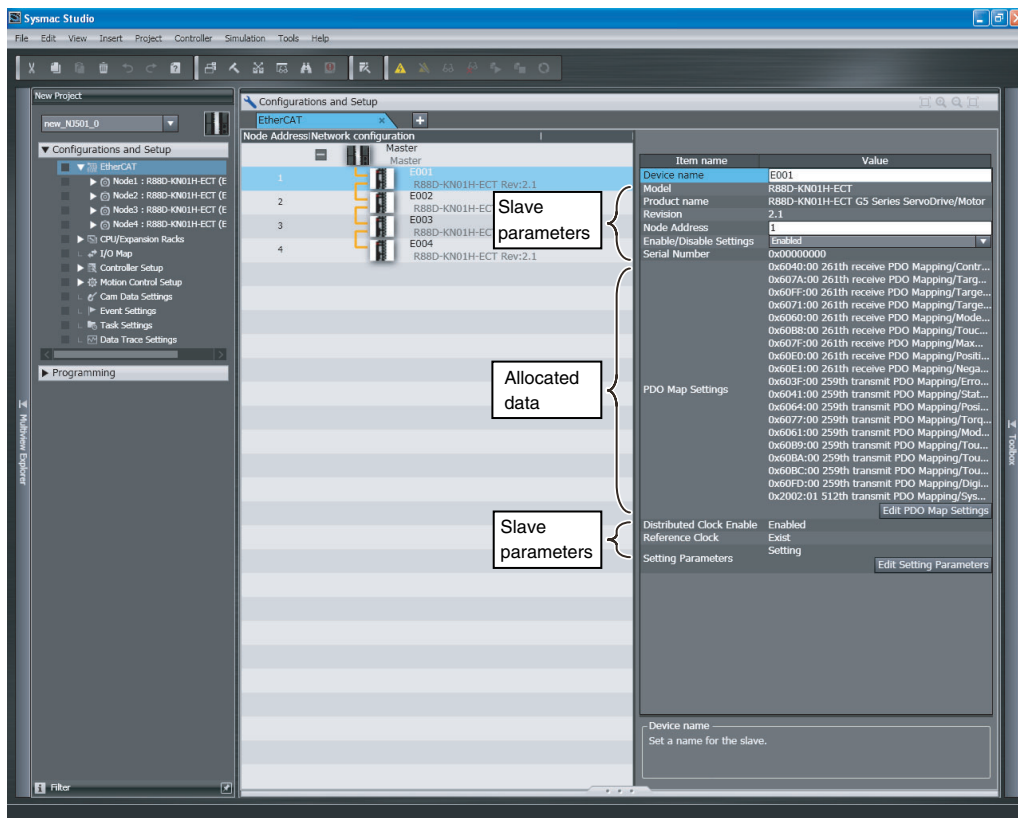 Sysmac Studio
File Edit View Insert Project Controller Simulation Tools Help
New Project
new_NJ501_0
Configurations and Setup
EtherCAT
Node1 : R88D-KN01H-ECT (E
Node2 : R88D-KN01H-ECT (E
Node3 : R88D-KN01H-ECT (E
Node4 : R88D-KN01H-ECT (E
CPU/Expansion Racks
I/O Map
Controller Setup
Motion Control Setup
Cam Data Settings
Event Settings
Task Settings
Data Trace Settings
Programming
Filter
Multiview Explorer
Configurations and Setup
EtherCAT
Node Address Network configuration
Master
Master
1 E001
R88D-KN01H-ECT Rev:2.1
2 E002
R88D-KN01H-EC
3 E003
R88D-KN01H-EC
4 E004
R88D-KN01H-ECT Rev:2.1
Slave
parameters
Allocated
data
Slave
parameters
Item name Value
Device name E001
Model R88D-KN01H-ECT
Product name R88D-KN01H-ECT G5 Series ServoDrive/Motor
Revision 2.1
Node Address 1
Enable/Disable Settings Enabled
Serial Number 0x00000000
PDO Map Settings
0x6040:00 261th receive PDO Mapping/Contr...
0x607A:00 261th receive PDO Mapping/Targ...
0x60FF:00 261th receive PDO Mapping/Targe...
0x6071:00 261th receive PDO Mapping/Targe...
0x6060:00 261th receive PDO Mapping/Mode...
0x60B8:00 261th receive PDO Mapping/Touc...
0x607F:00 261th receive PDO Mapping/Max...
0x60E0:00 261th receive PDO Mapping/Positi...
0x60E1:00 261th receive PDO Mapping/Nega...
0x603F:00 259th transmit PDO Mapping/Erro...
0x6041:00 259th transmit PDO Mapping/Stat...
0x6064:00 259th transmit PDO Mapping/Posi...
0x6077:00 259th transmit PDO Mapping/Torq...
0x6061:00 259th transmit PDO Mapping/Mod...
0x60B9:00 259th transmit PDO Mapping/Tou...
0x60BA:00 259th transmit PDO Mapping/Tou...
0x60BC:00 259th transmit PDO Mapping/Tou...
0x60FD:00 259th transmit PDO Mapping/Digi...
0x2002:01 512th transmit PDO Mapping/Sys...
Edit PDO Map Settings
Distributed Clock Enable Enabled
Reference Clock Exist
Setting Parameters Setting
Edit Setting Parameters
Device name
Set a name for the slave.
Toolbox